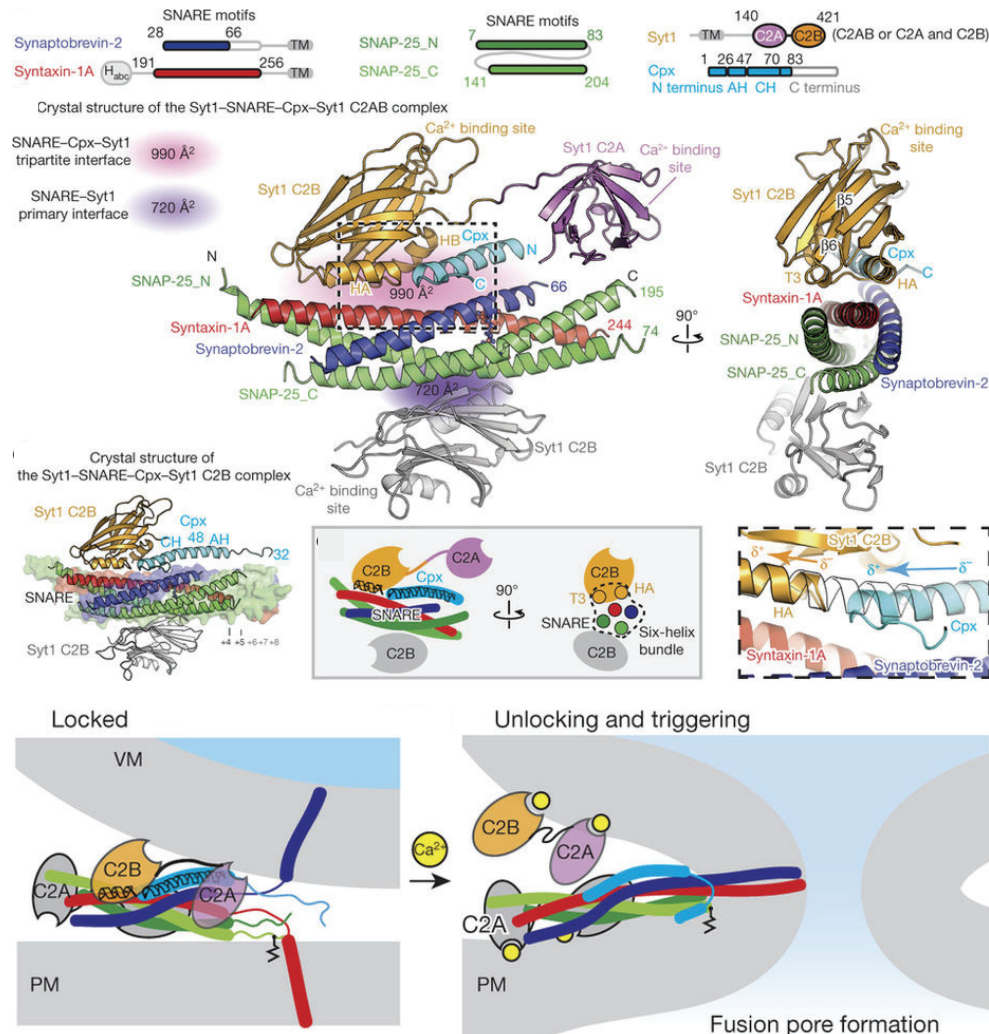 SNARE motifs
28 66
Synaptobrevin-2 TM
191 256
Syntaxin-1A Habc TM
SNARE motifs
7 83
SNAP-25_N
SNAP-25_C
141 204
140 421
Syt1 TM C2A C2B (C2AB or C2A and C2B)
1 26 47 70 83
Cpx
N terminus AH CH C terminus
Crystal structure of the Syt1–SNARE–Cpx–Syt1 C2AB complex
SNARE–Cpx–Syt1
tripartite interface
990 Å²
SNARE–Syt1
primary interface
720 Å²
Ca²⁺ binding site
Syt1 C2B
Syt1 C2A
Ca²⁺ binding
site
HB
Cpx
N
HA
C
990 Å²
N
SNAP-25_N
C
66
195
Syntaxin-1A
244
74
Synaptobrevin-2
SNAP-25_C
720 Å²
Syt1 C2B
Ca²⁺ binding
site
90°
Ca²⁺ binding
site
Syt1 C2B
β5
β6
Cpx
C
T3
HA
Syntaxin-1A
SNAP-25_N
SNAP-25_C
Synaptobrevin-2
Syt1 C2B
Crystal structure of
the Syt1–SNARE–Cpx–Syt1 C2B complex
Syt1 C2B
Cpx
CH 48 AH
32
SNARE
+4 +5 +6+7+8
Syt1 C2B
C2B
C2A
Cpx
SNARE
C2B
90°
C2B
T3
HA
SNARE
Six-helix
bundle
C2B
Syt1 C2B
δ⁺ δ⁻ δ⁺ δ⁻
HA
Cpx
Syntaxin-1A
Synaptobrevin-2
Locked
VM
C2B
C2A
C2A
PM
Ca²⁺
Unlocking and triggering
C2B
C2A
C2A
PM
Fusion pore formation